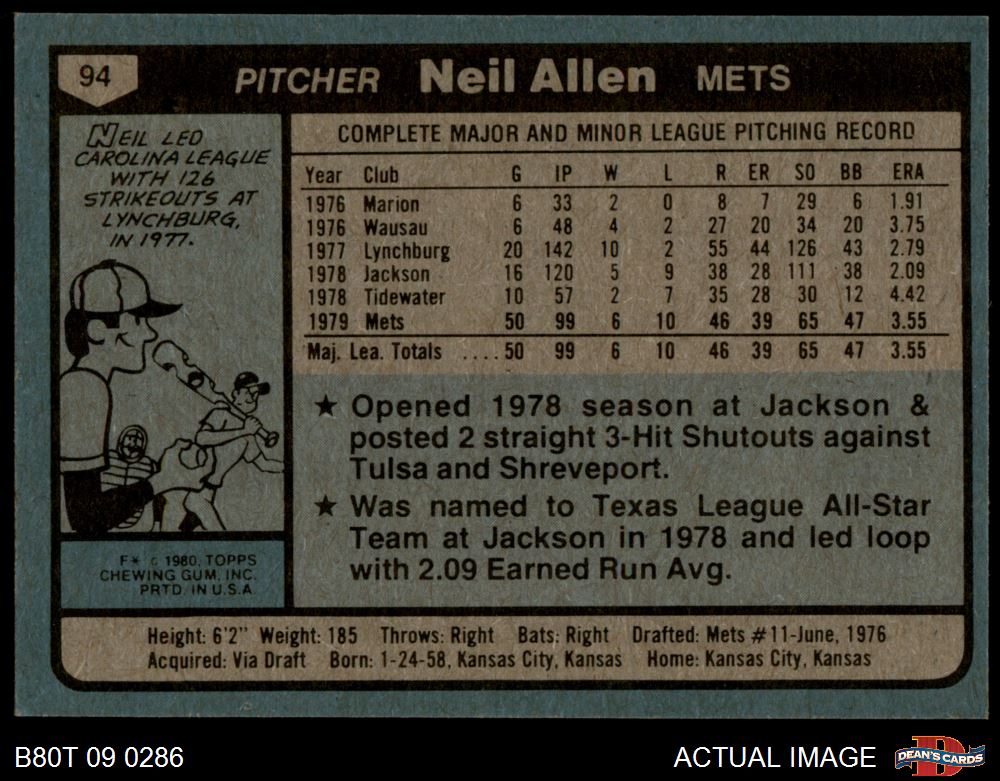 94 PITCHER Neil Allen METS
NEIL LED
CAROLINA LEAGUE
WITH 126
STRIKEOUTS AT
LYNCHBURG,
IN 1977.
COMPLETE MAJOR AND MINOR LEAGUE PITCHING RECORD
Year Club G IP W L R ER SO BB ERA
1976 Marion 6 33 2 0 8 7 29 6 1.91
1976 Wausau 6 48 4 2 27 20 34 20 3.75
1977 Lynchburg 20 142 10 2 55 44 126 43 2.79
1978 Jackson 16 120 5 9 38 28 111 38 2.09
1978 Tidewater 10 57 2 7 35 28 30 12 4.42
1979 Mets 50 99 6 10 46 39 65 47 3.55
Maj. Lea. Totals ....50 99 6 10 46 39 65 47 3.55
★ Opened 1978 season at Jackson &
posted 2 straight 3-Hit Shutouts against
Tulsa and Shreveport.
★ Was named to Texas League All-Star
Team at Jackson in 1978 and led loop
with 2.09 Earned Run Avg.
F* © 1980, TOPPS
CHEWING GUM, INC.
PRTD. IN U.S.A.
Height: 6'2" Weight: 185 Throws: Right Bats: Right Drafted: Mets #11-June, 1976
Acquired: Via Draft Born: 1-24-58, Kansas City, Kansas Home: Kansas City, Kansas
B80T 09 0286 ACTUAL IMAGE D DEAN'S CARDS